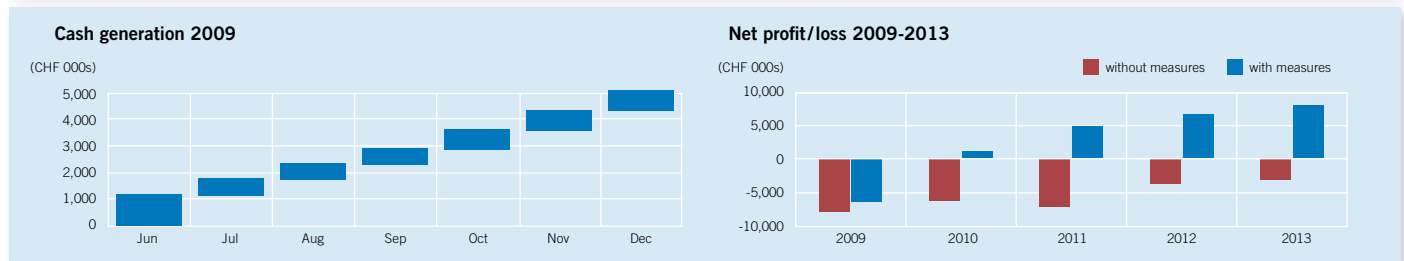 Cash generation 2009
(CHF 000s)
5,000
4,000
3,000
2,000
1,000
0
Jun Jul Aug Sep Oct Nov Dec
Net profit/loss 2009-2013
(CHF 000s)
without measures with measures
10,000
5,000
0
-5,000
-10,000
2009 2010 2011 2012 2013